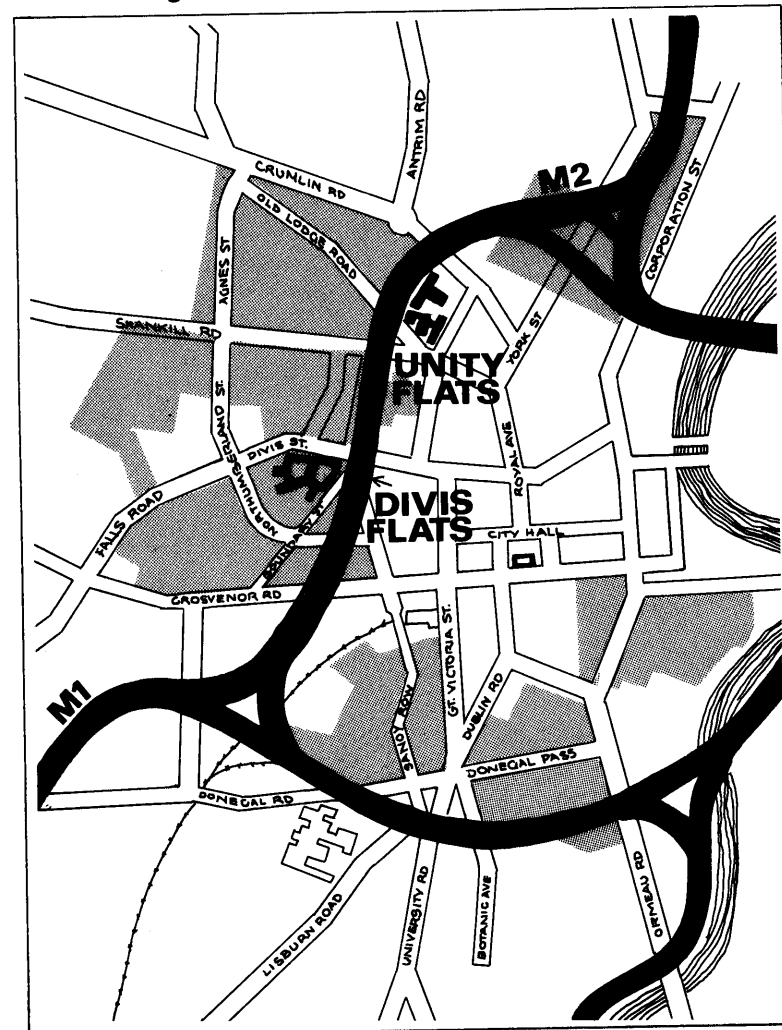 ANTRIM RD
CRUMLIN RD
M2
OLD LODGE ROAD
CORPORATION ST
AGNES ST
SHANKILL RD
YORK ST
UNITY
FLATS
NORTHUMBERLAND ST.
DIVIS ST.
ROYAL AVE
FALLS ROAD
DIVIS
FLATS
BOUNDARY ST
CITY HALL
GROSVENOR RD
GT. VICTORIA ST.
M1
SANDY ROW
DUBLIN RD
DONEGAL PASS
DONEGAL RD
LISBURN ROAD
UNIVERSITY RD
BOTANIC AVE
ORMEAU RD